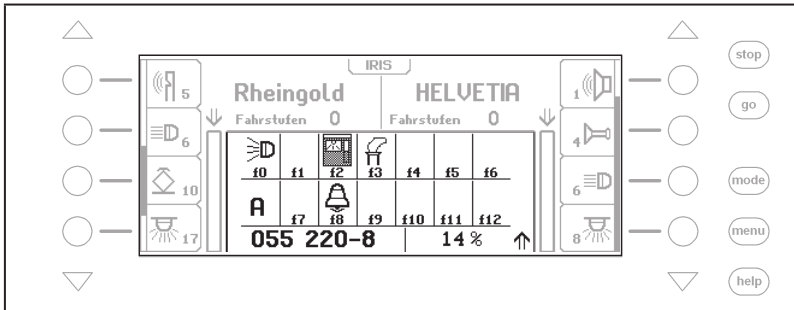 IRIS
stop
5
Rheingold
HELVETIA
1
go
Fahrstufen 0
Fahrstufen 0
6
4
f0 f1 f2 f3 f4 f5 f6
10
6
mode
A
f7 f8 f9 f10 f11 f12
17
055 220-8
14 %
8
menu
help